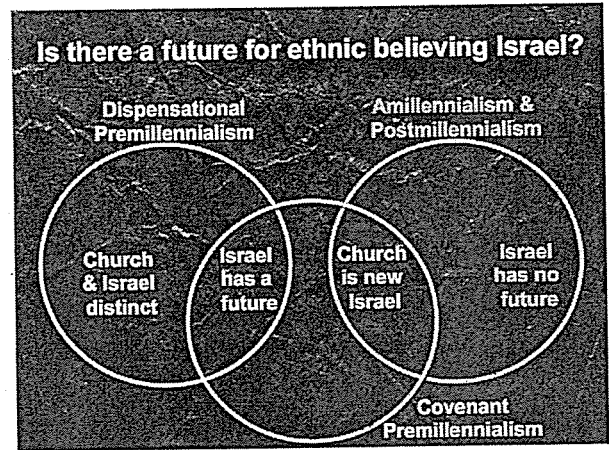 Is there a future for ethnic believing Israel?
Dispensational
Premillennialism
Amillennialism &
Postmillennialism
Church
& Israel
distinct
Israel
has a
future
Church
is new
Israel
Israel
has no
future
Covenant
Premillennialism